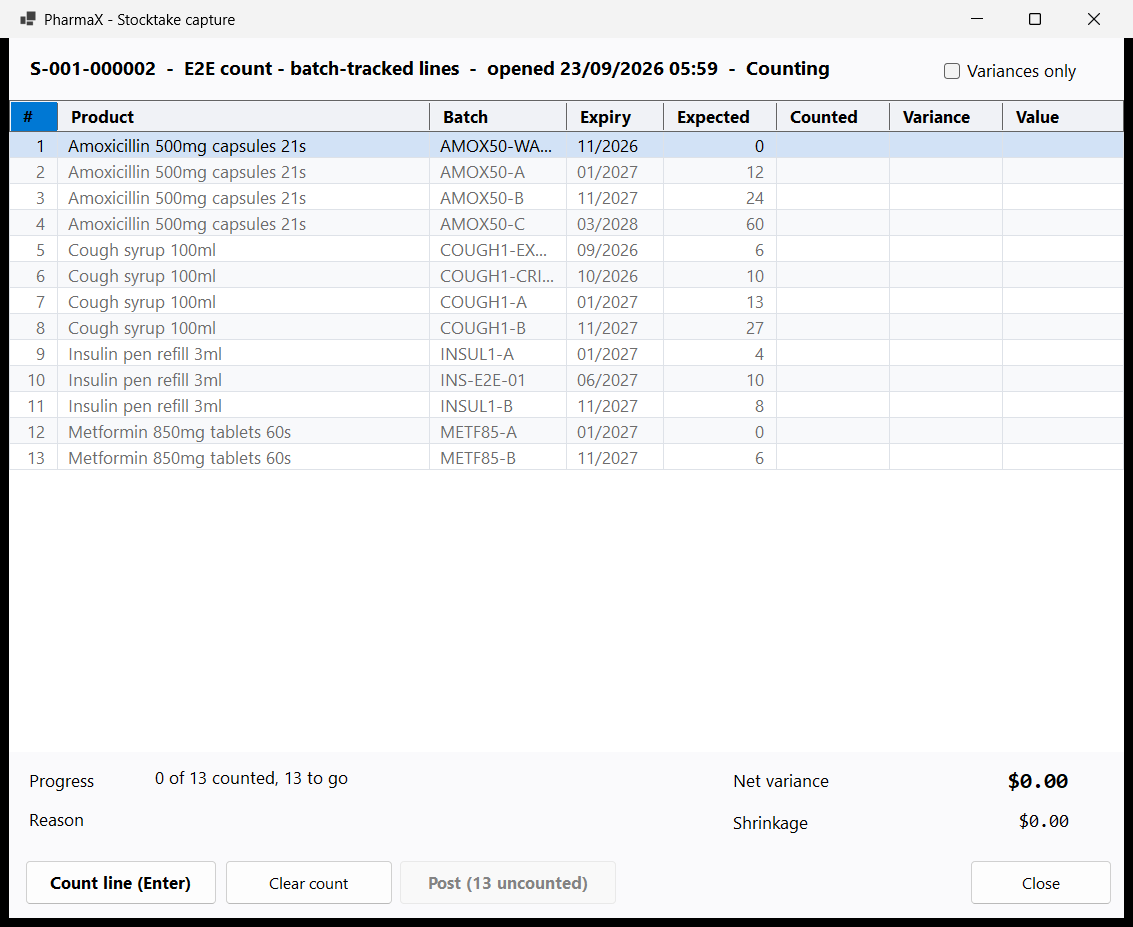 PharmaX - Stocktake capture
S-001-000002 - E2E count - batch-tracked lines - opened 23/09/2026 05:59 - Counting
Variances only
# Product Batch Expiry Expected Counted Variance Value
1 Amoxicillin 500mg capsules 21s AMOX50-WA... 11/2026 0
2 Amoxicillin 500mg capsules 21s AMOX50-A 01/2027 12
3 Amoxicillin 500mg capsules 21s AMOX50-B 11/2027 24
4 Amoxicillin 500mg capsules 21s AMOX50-C 03/2028 60
5 Cough syrup 100ml COUGH1-EX... 09/2026 6
6 Cough syrup 100ml COUGH1-CRI... 10/2026 10
7 Cough syrup 100ml COUGH1-A 01/2027 13
8 Cough syrup 100ml COUGH1-B 11/2027 27
9 Insulin pen refill 3ml INSUL1-A 01/2027 4
10 Insulin pen refill 3ml INS-E2E-01 06/2027 10
11 Insulin pen refill 3ml INSUL1-B 11/2027 8
12 Metformin 850mg tablets 60s METF85-A 01/2027 0
13 Metformin 850mg tablets 60s METF85-B 11/2027 6
Progress 0 of 13 counted, 13 to go Net variance $0.00
Reason Shrinkage $0.00
Count line (Enter) Clear count Post (13 uncounted) Close